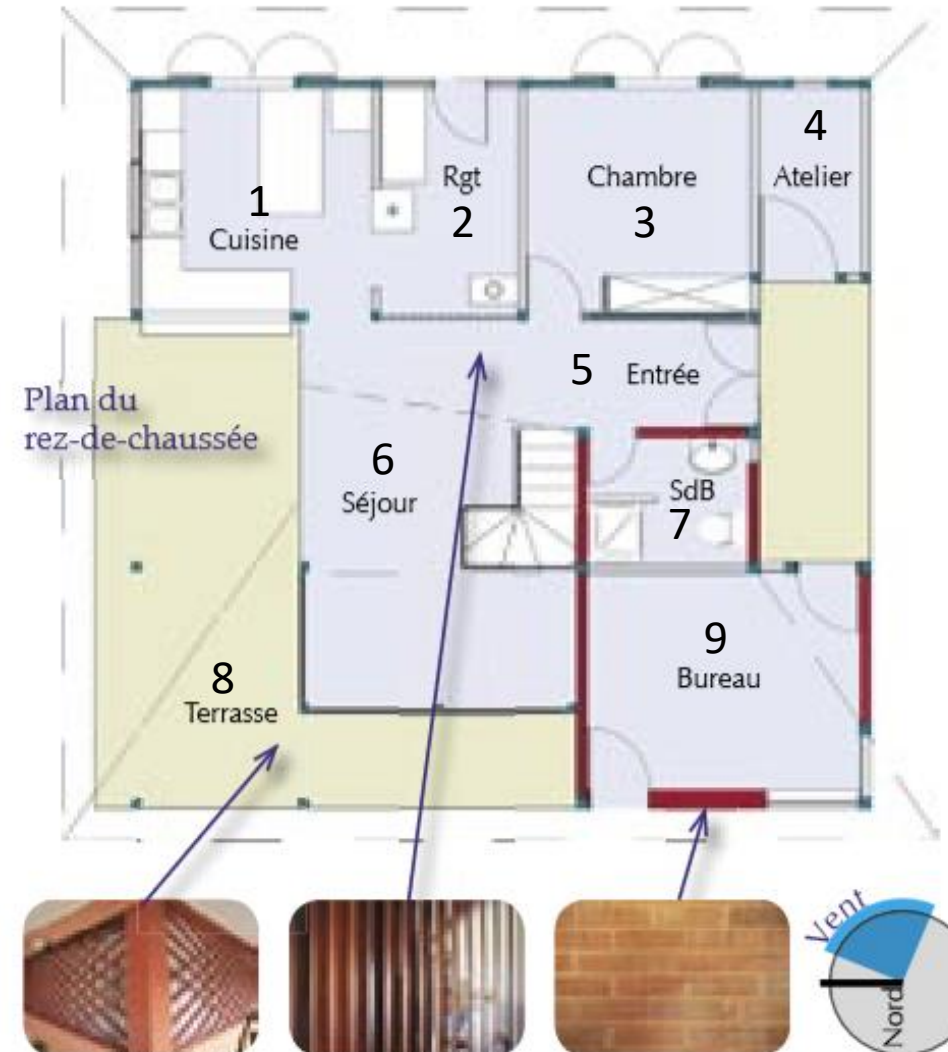 1
Cuisine
Rgt
2
Chambre
3
4
Atelier
5
Entrée
Plan du
rez-de-chaussée
6
Séjour
SdB
7
8
Terrasse
9
Bureau
Vent
Nord